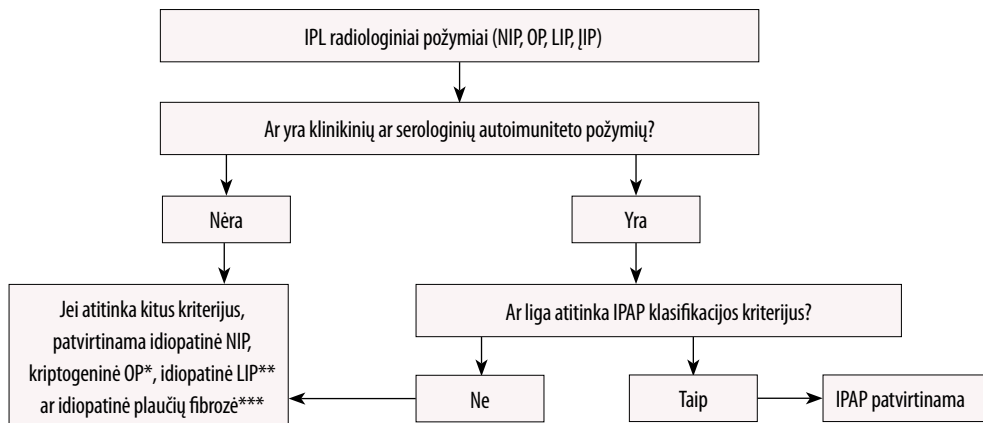 IPL radiologiniai požymiai (NIP, OP, LIP, ĮIP)
Ar yra klinikinių ar serologinių autoimuniteto požymių?
Nėra
Yra
Jei atitinka kitus kriterijus,
patvirtinama idiopatinė NIP,
kriptogeninė OP*, idiopatinė LIP**
ar idiopatinė plaučių fibrozė***
Ar liga atitinka IPAP klasifikacijos kriterijus?
Ne
Taip
IPAP patvirtinama